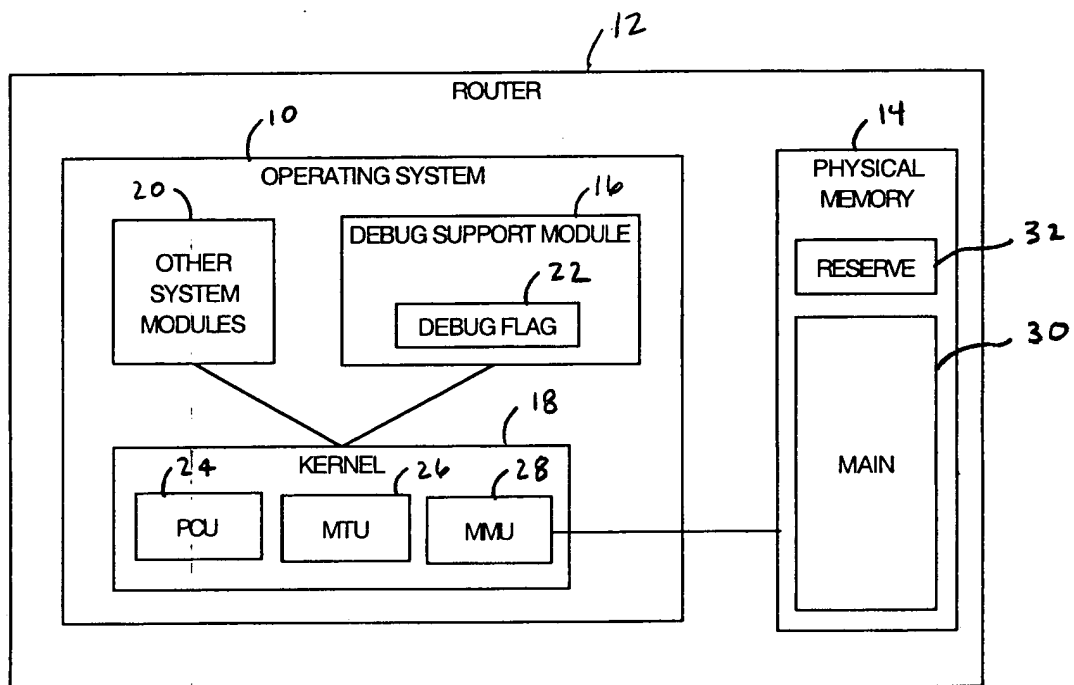 12
ROUTER
10
14
OPERATING SYSTEM
PHYSICAL
MEMORY
20
16
OTHER
SYSTEM
MODULES
DEBUG SUPPORT MODULE
22
DEBUG FLAG
RESERVE
32
30
18
KERNEL
24
26
28
PCU
MTU
MMU
MAIN